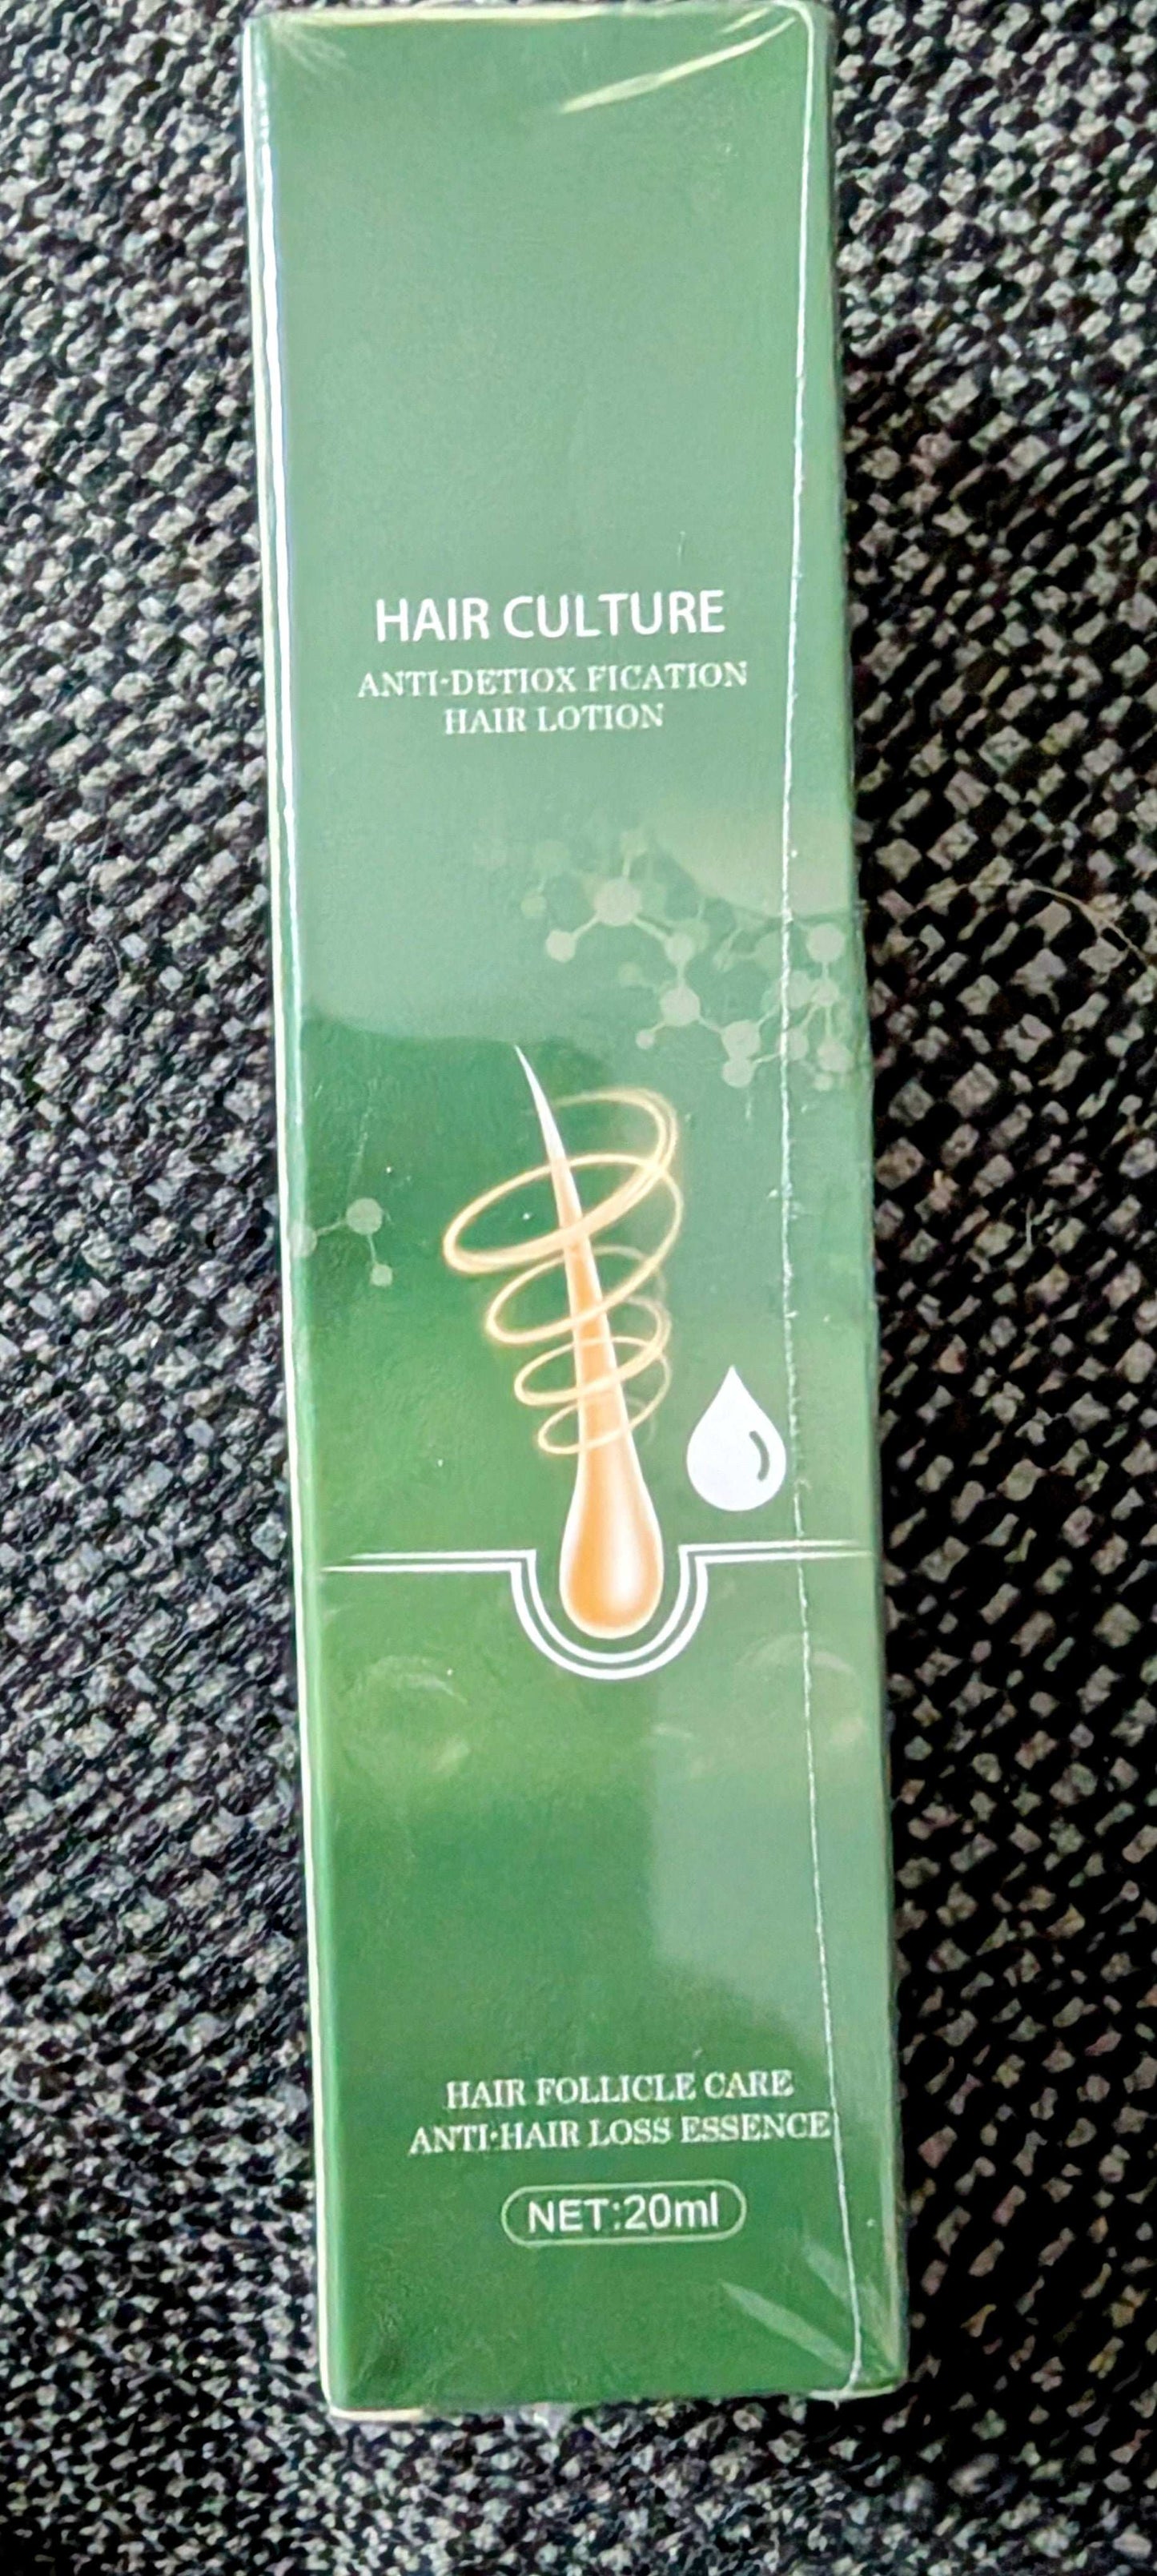 HAIR CULTURE
ANTI-DETIOX FICATION
HAIR LOTION
HAIR FOLLICLE CARE
ANTI-HAIR LOSS ESSENCE
NET:20ml